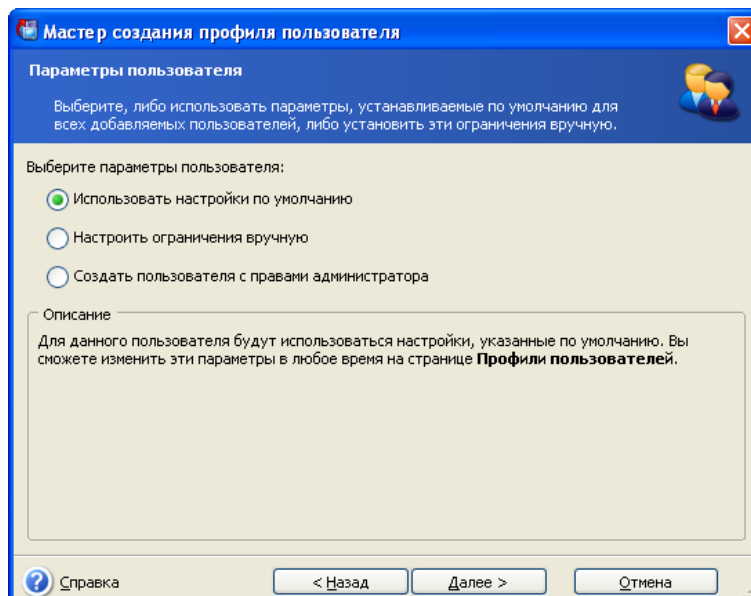 Мастер создания профиля пользователя
Параметры пользователя
Выберите, либо использовать параметры, устанавливаемые по умолчанию для
всех добавляемых пользователей, либо установить эти ограничения вручную.
Выберите параметры пользователя:
Использовать настройки по умолчанию
Настроить ограничения вручную
Создать пользователя с правами администратора
Описание
Для данного пользователя будут использоваться настройки, указанные по умолчанию. Вы
сможете изменить эти параметры в любое время на странице Профили пользователей.
Справка
< Назад
Далее >
Отмена